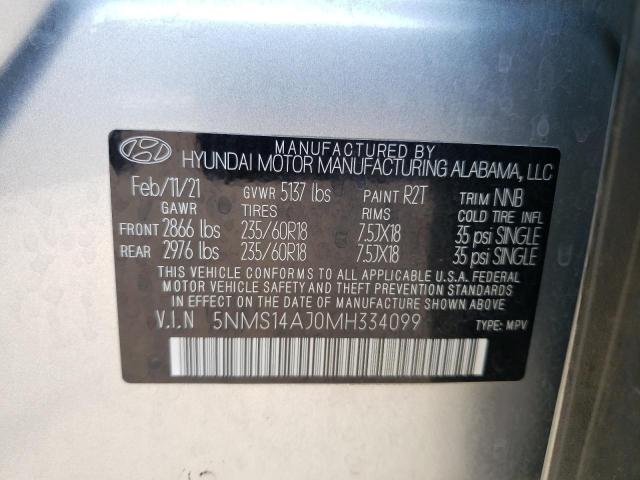 MANUFACTURED BY
HYUNDAI MOTOR MANUFACTURING ALABAMA, LLC
Feb/11/21 GVWR 5137 lbs PAINT R2T TRIM NNB
GAWR TIRES RIMS COLD TIRE INFL
FRONT 2866 lbs 235/60R18 7.5JX18 35 psi SINGLE
REAR 2976 lbs 235/60R18 7.5JX18 35 psi SINGLE
THIS VEHICLE CONFORMS TO ALL APPLICABLE U.S.A. FEDERAL
MOTOR VEHICLE SAFETY AND THEFT PREVENTION STANDARDS
IN EFFECT ON THE DATE OF MANUFACTURE SHOWN ABOVE.
V.I.N 5NMS14AJ0MH334099 TYPE: MPV